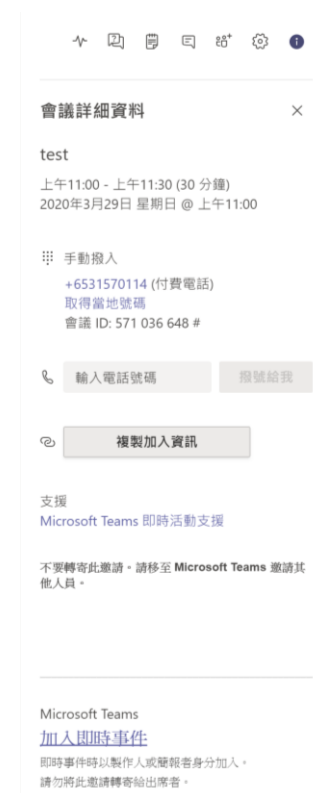 會議詳細資料
test
上午11:00 - 上午11:30 (30 分鐘)
2020年3月29日 星期日 @ 上午11:00
手動撥入
+6531570114 (付費電話)
取得當地號碼
會議 ID: 571 036 648 #
輸入電話號碼
撥號給我
複製加入資訊
支援
Microsoft Teams 即時活動支援
不要轉寄此邀請。請移至 Microsoft Teams 邀請其
他人員。
Microsoft Teams
加入即時事件
即時事件時以製作人或簡報者身分加入。
請勿將此邀請轉寄給出席者。